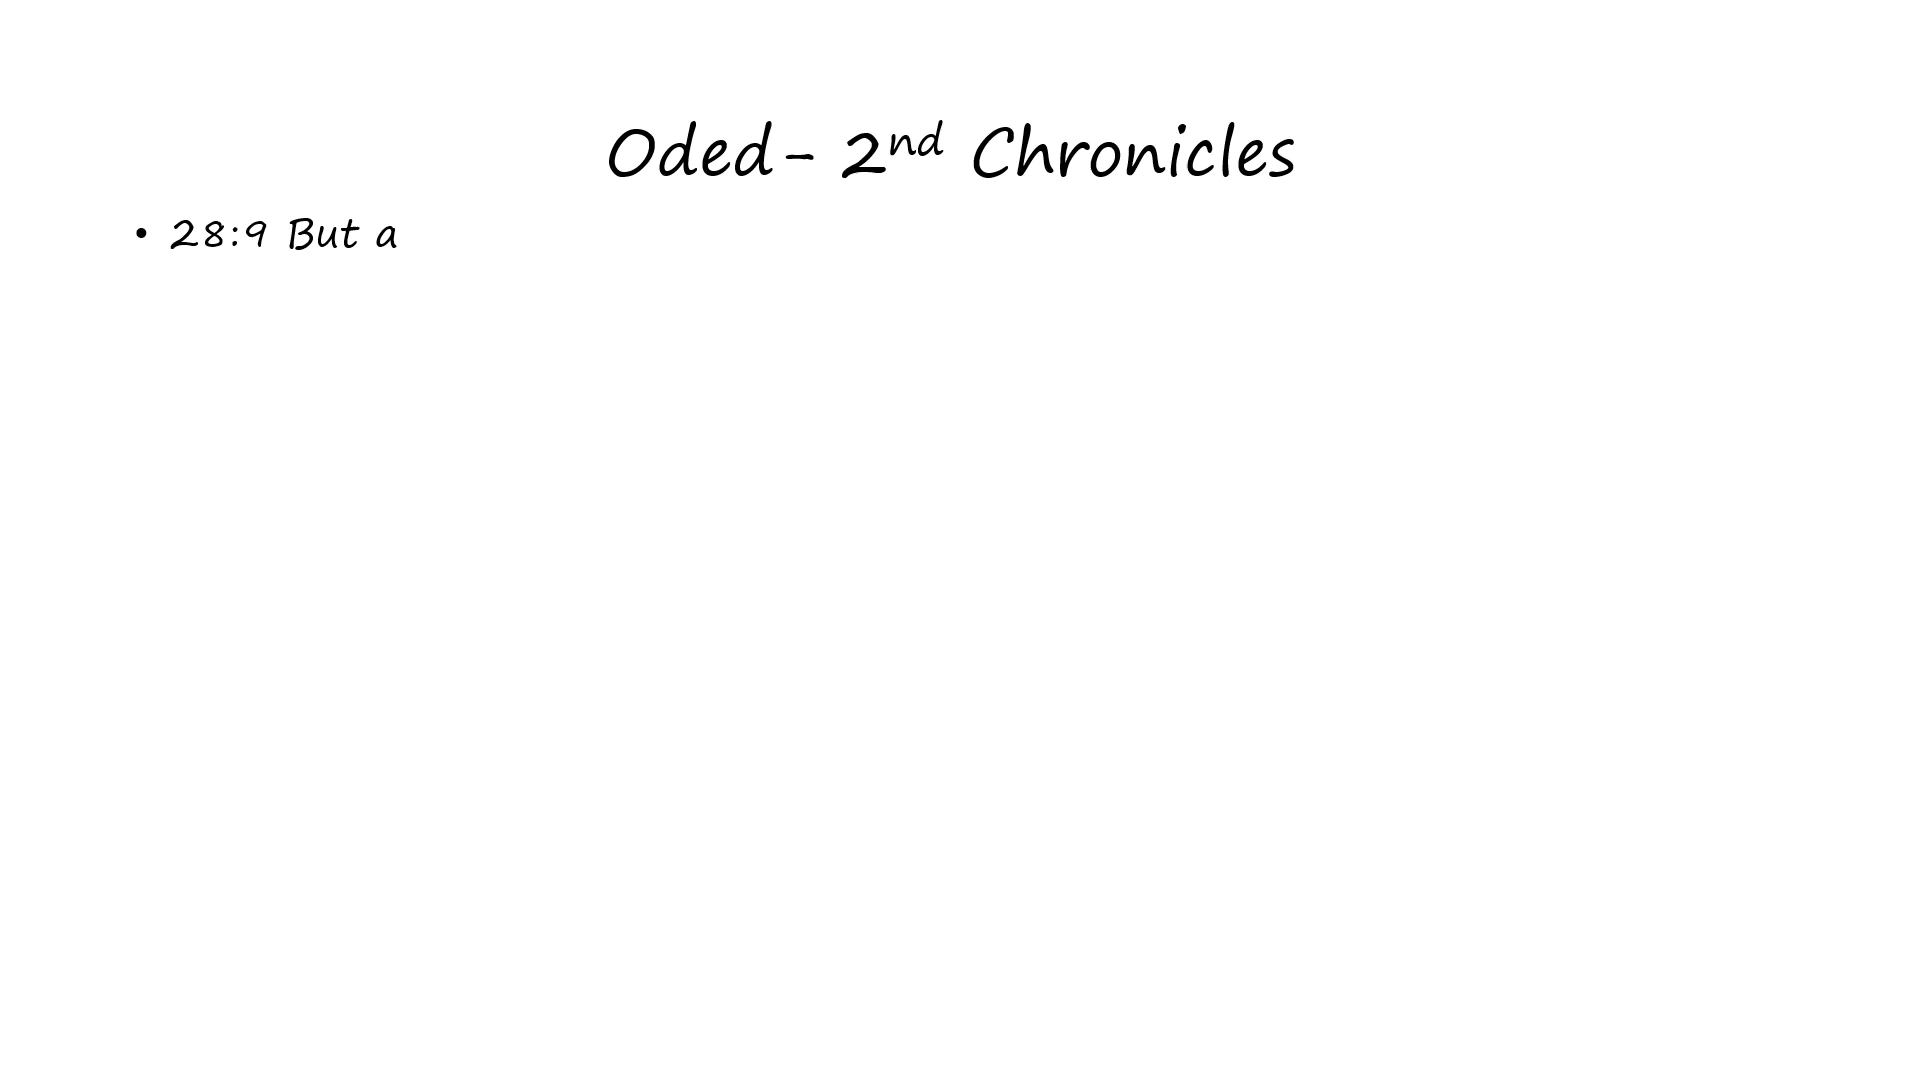 Oded- 2nd Chronicles
• 28:9 But a